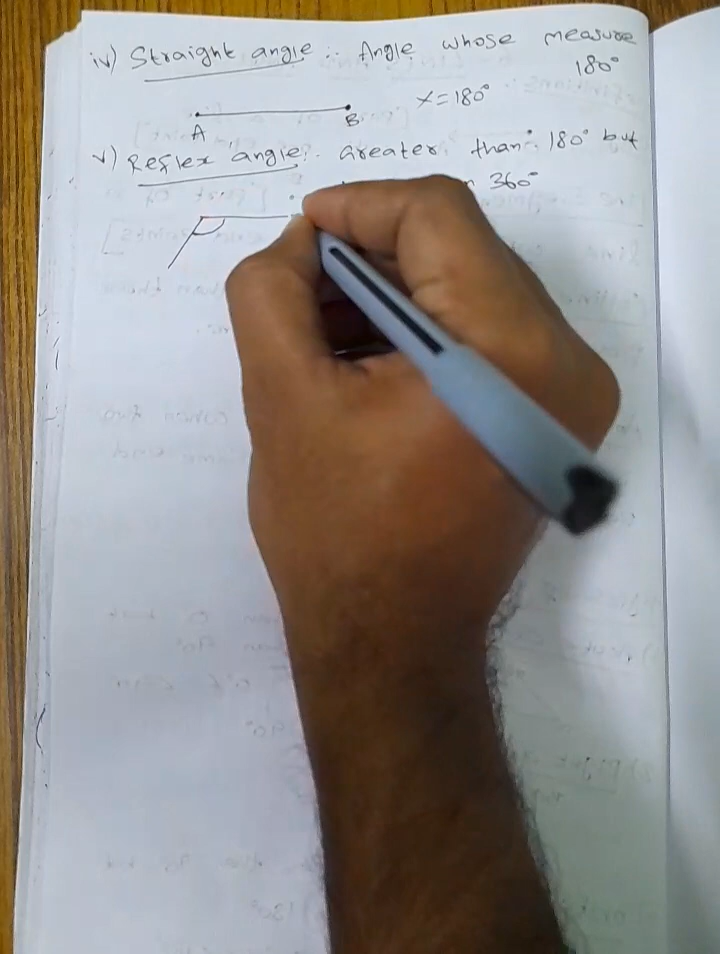 iv) Straight angle :- Angle whose measure
180°
x = 180°
A B
v) Reflex angle :- Greater than 180° but
360°